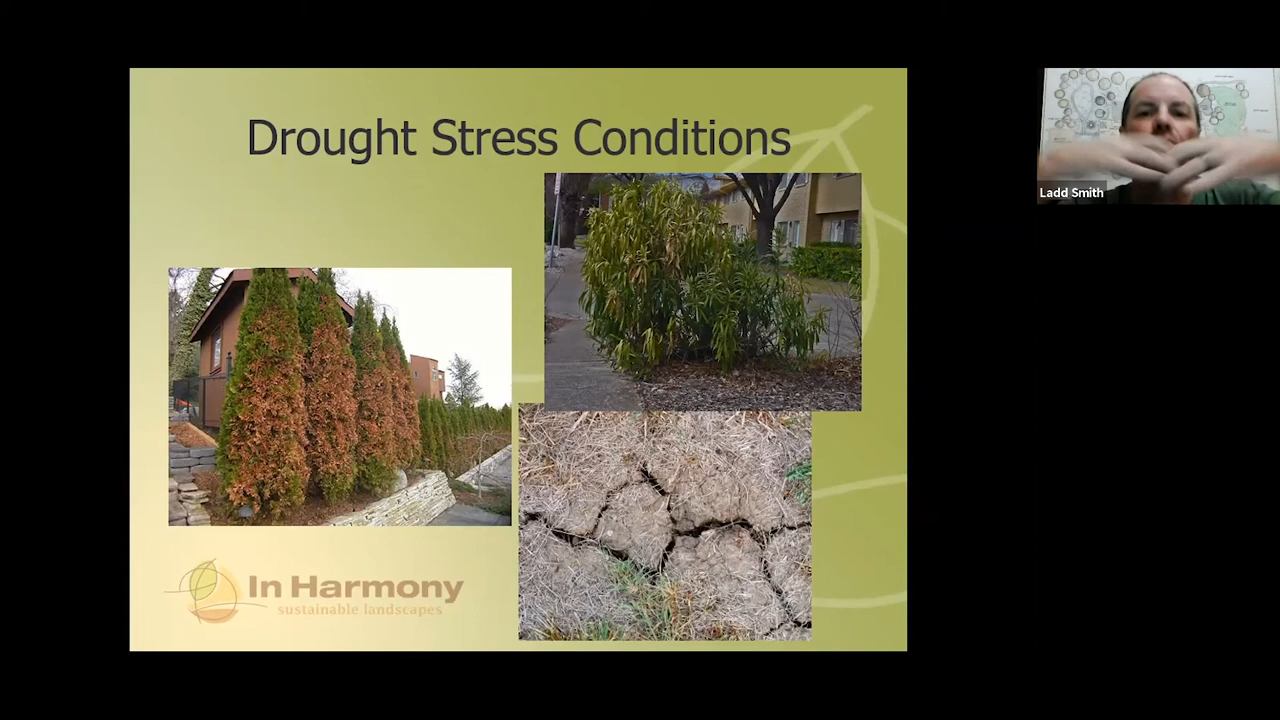 Drought Stress Conditions
Ladd Smith
In Harmony
sustainable landscapes